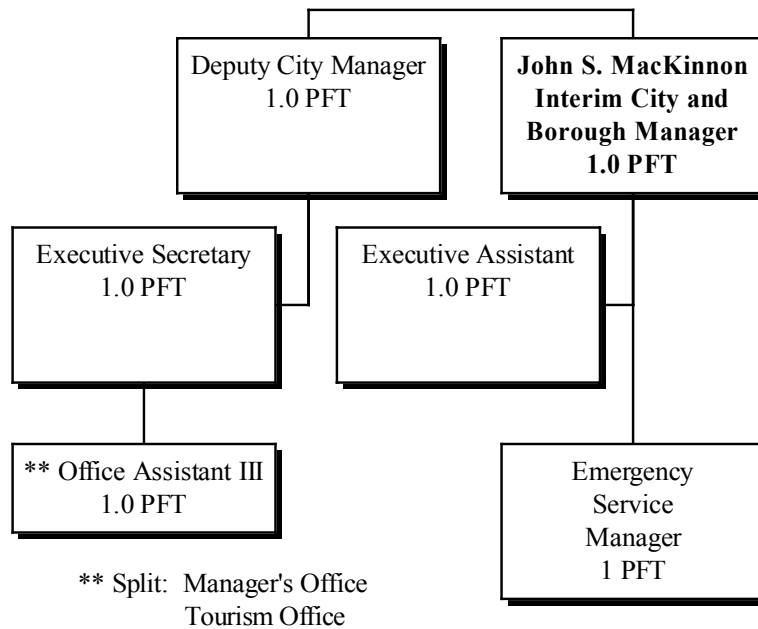 Deputy City Manager
1.0 PFT
John S. MacKinnon
Interim City and
Borough Manager
1.0 PFT
Executive Secretary
1.0 PFT
Executive Assistant
1.0 PFT
** Office Assistant III
1.0 PFT
Emergency
Service
Manager
1 PFT
** Split: Manager's Office
Tourism Office